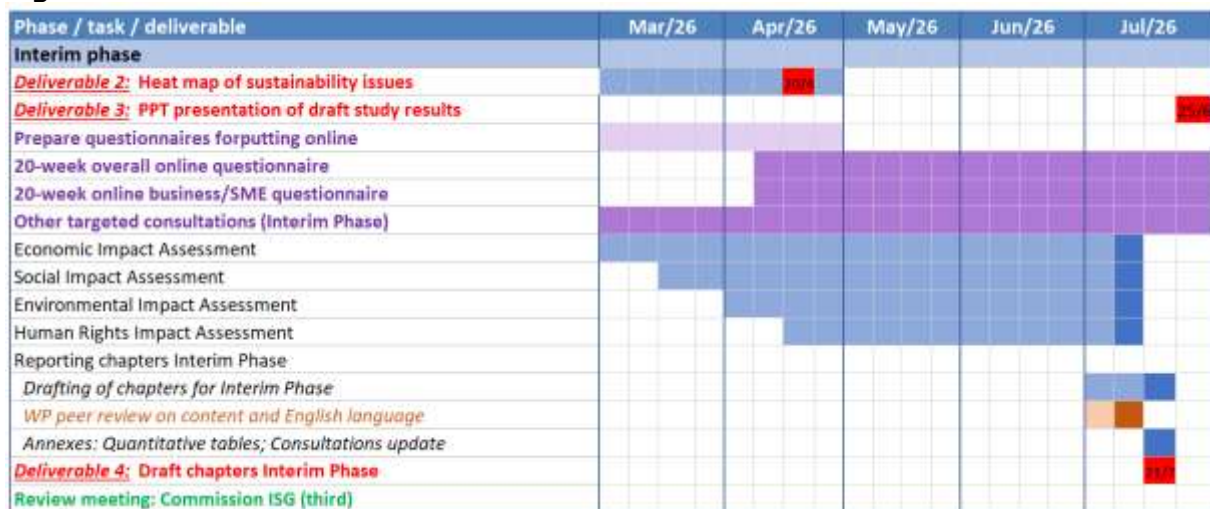 Phase / task / deliverable Mar/26 Apr/26 May/26 Jun/26 Jul/26
Interim phase
Deliverable 2: Heat map of sustainability issues
Deliverable 3: PPT presentation of draft study results
Prepare questionnaires forputting online
20-week overall online questionnaire
20-week online business/SME questionnaire
Other targeted consultations (Interim Phase)
Economic Impact Assessment
Social Impact Assessment
Environmental Impact Assessment
Human Rights Impact Assessment
Reporting chapters Interim Phase
Drafting of chapters for Interim Phase
WP peer review on content and English language
Annexes: Quantitative tables; Consultations update
Deliverable 4: Draft chapters Interim Phase
Review meeting: Commission ISG (third)